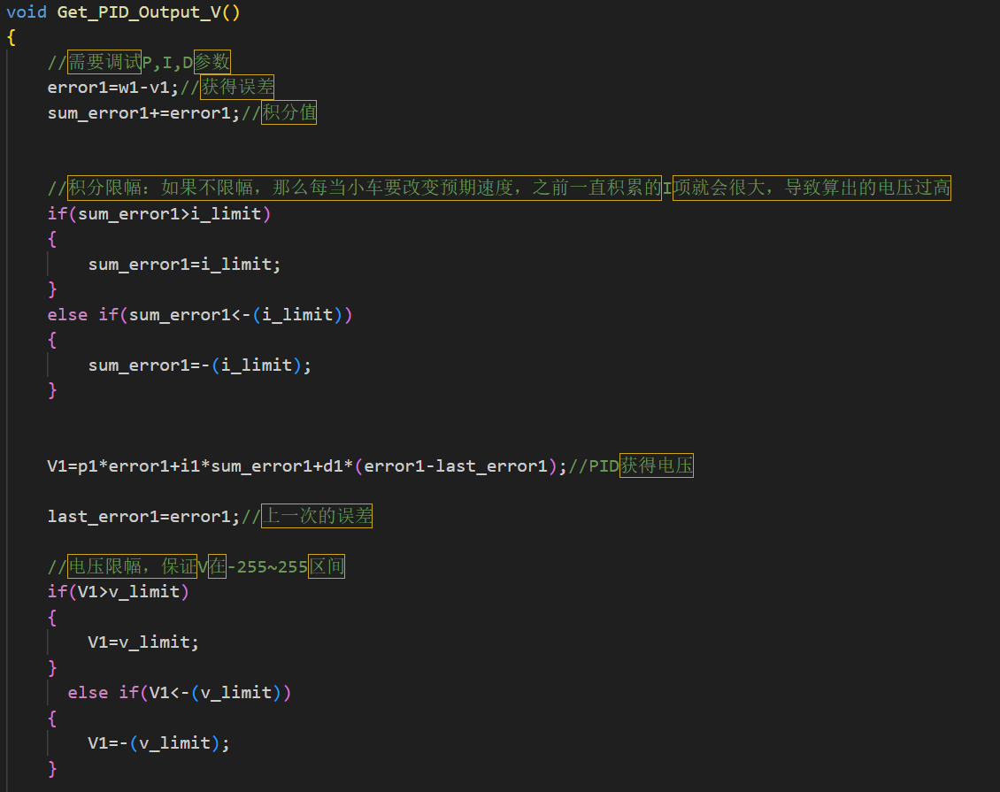 void Get_PID_Output_V()
{
//需要调试P,I,D参数
error1=w1-v1;//获得误差
sum_error1+=error1;//积分值
//积分限幅：如果不限幅，那么每当小车要改变预期速度，之前一直积累的I项就会很大，导致算出的电压过高
if(sum_error1>i_limit)
{
sum_error1=i_limit;
}
else if(sum_error1<-(i_limit))
{
sum_error1=-(i_limit);
}
V1=p1*error1+i1*sum_error1+d1*(error1-last_error1);//PID获得电压
last_error1=error1;//上一次的误差
//电压限幅，保证V在-255~255区间
if(V1>v_limit)
{
V1=v_limit;
}
else if(V1<-(v_limit))
{
V1=-(v_limit);
}